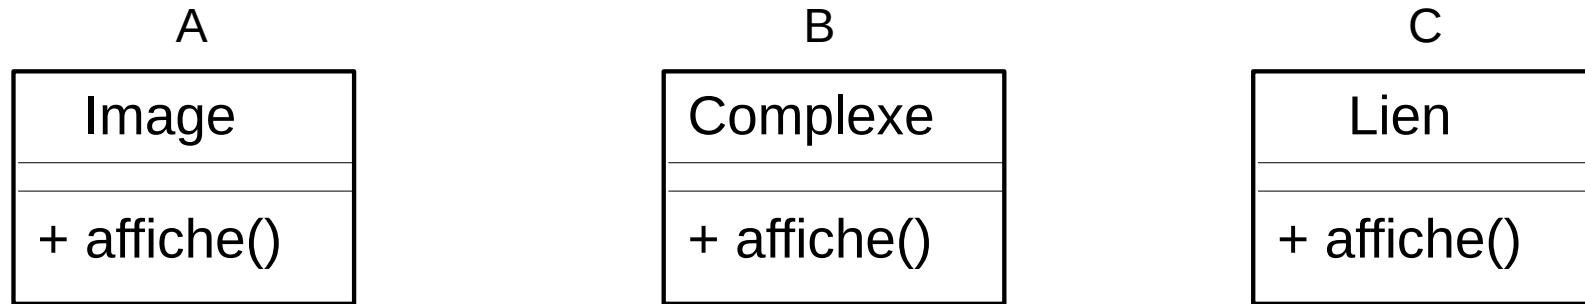 A B C
Image Complexe Lien
+ affiche() + affiche() + affiche()